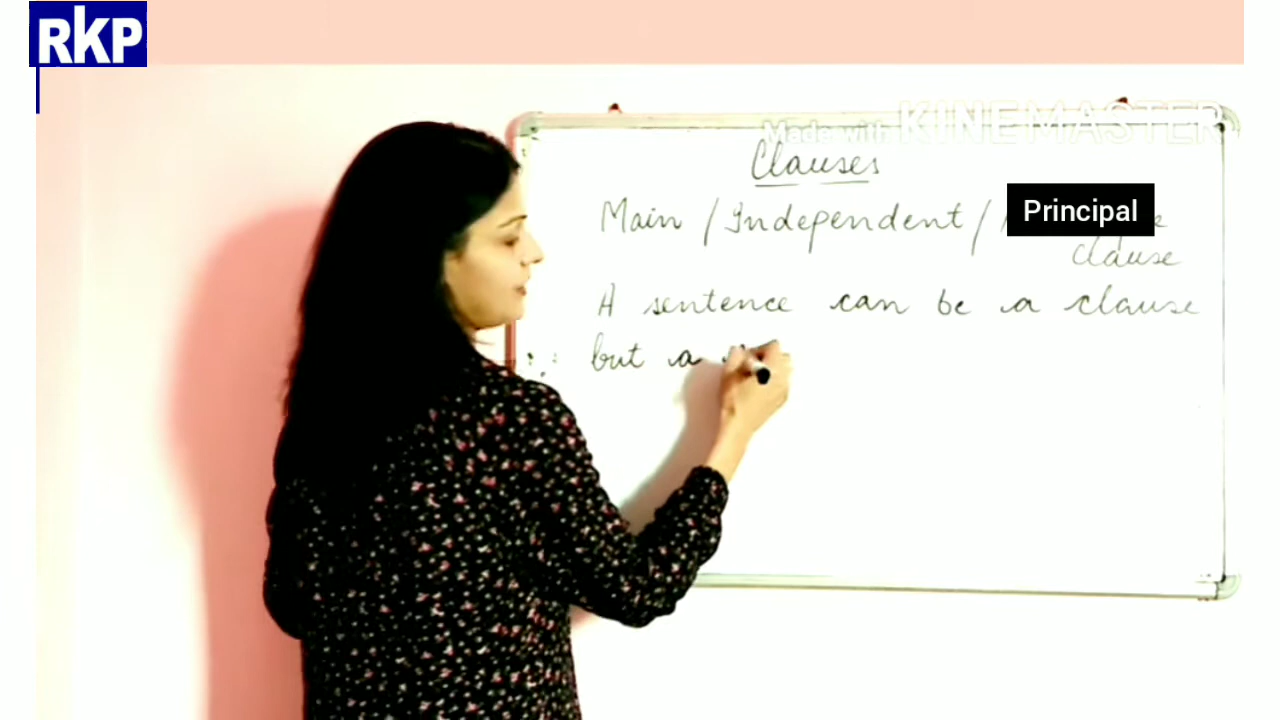 RKP
Made with KINEMASTER
Clauses
Main / Independent / Principal
clause
A sentence can be a clause
but a